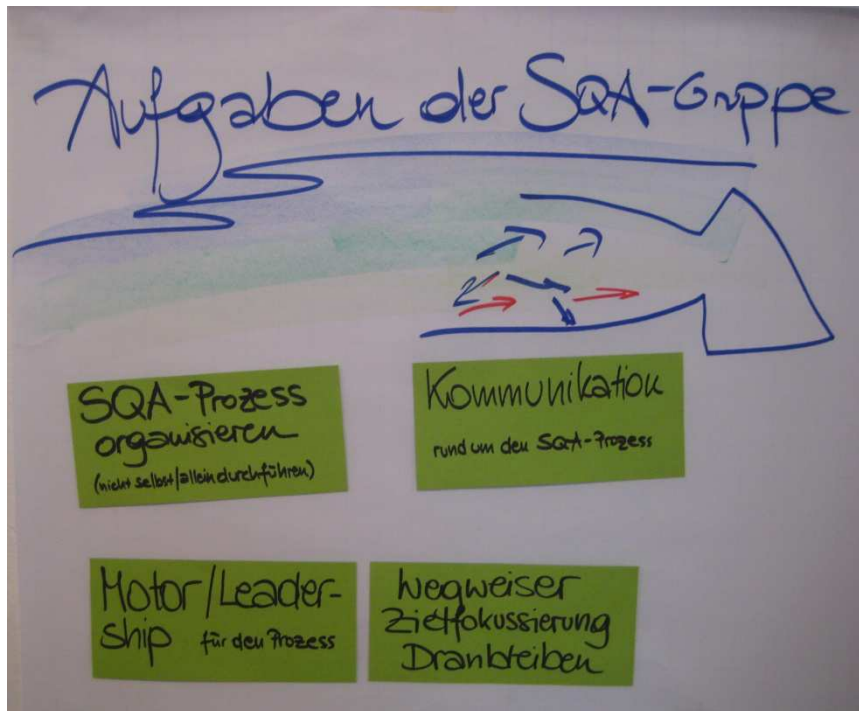 Aufgaben der SQA-Gruppe
SQA-Prozess
organisieren
(nicht selbst/allein durchführen)
Kommunikation
rund um den SQA-Prozess
Motor/Leader-
ship für den Prozess
Wegweiser
Zielfokussierung
Dranbleiben